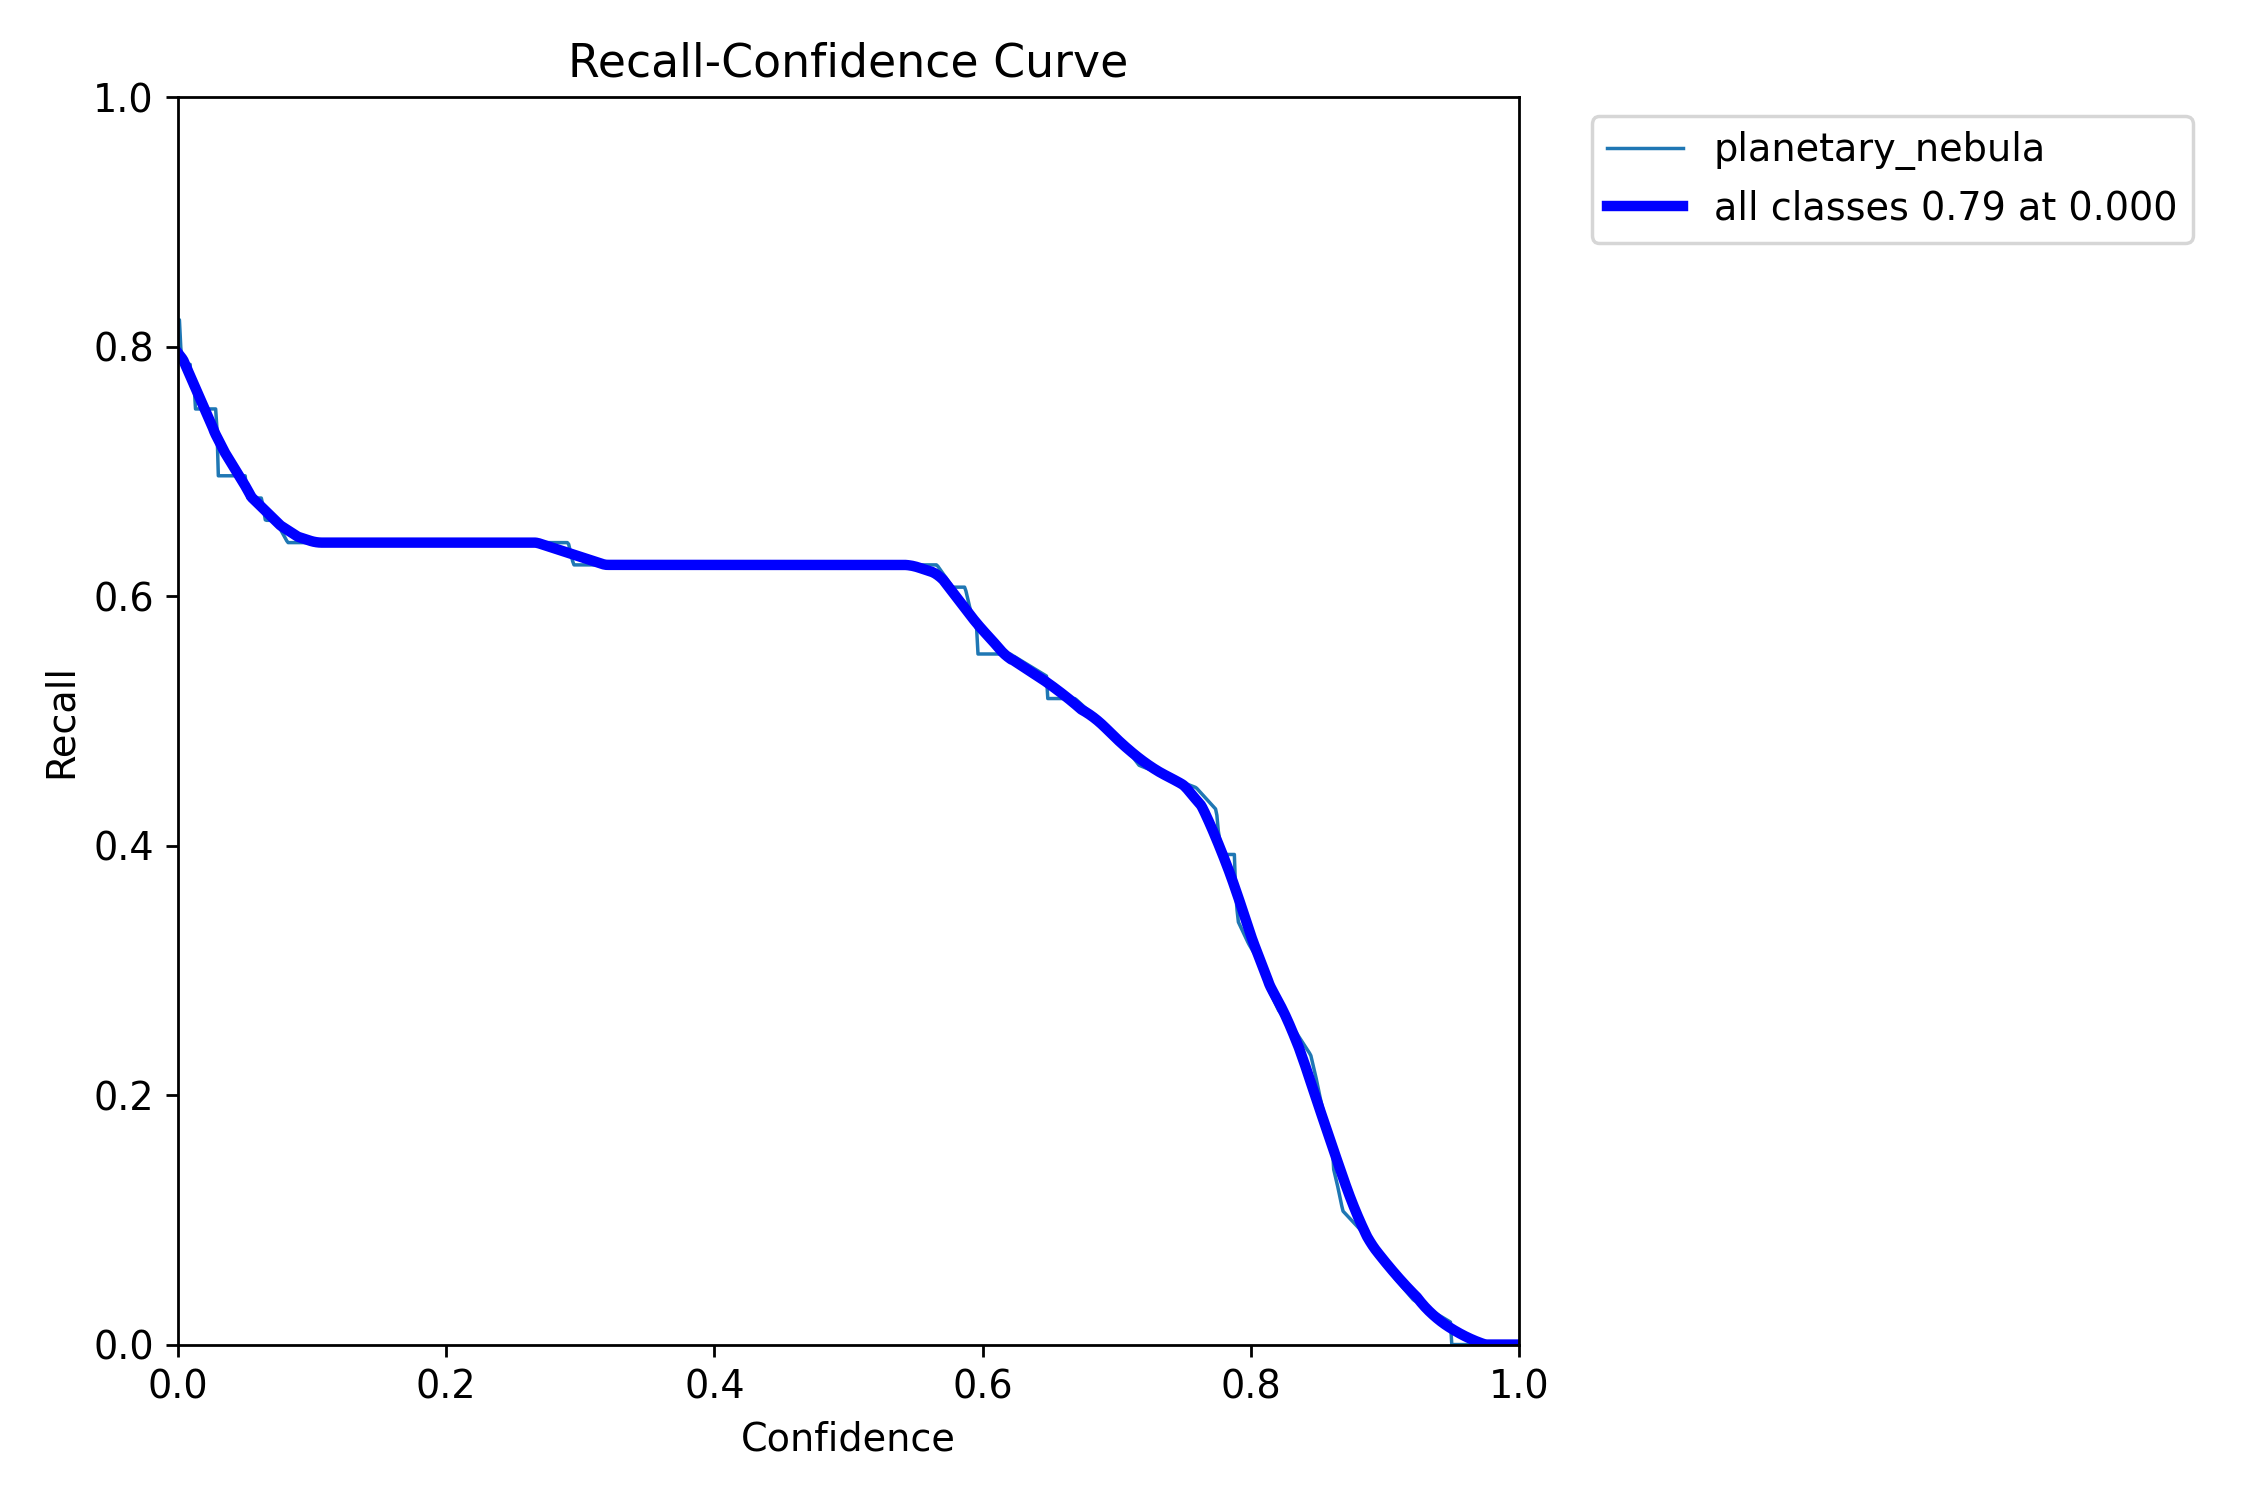 Recall-Confidence Curve
1.0
0.8
0.6
0.4
0.2
0.0
Recall
0.0 0.2 0.4 0.6 0.8 1.0
Confidence
planetary_nebula
all classes 0.79 at 0.000